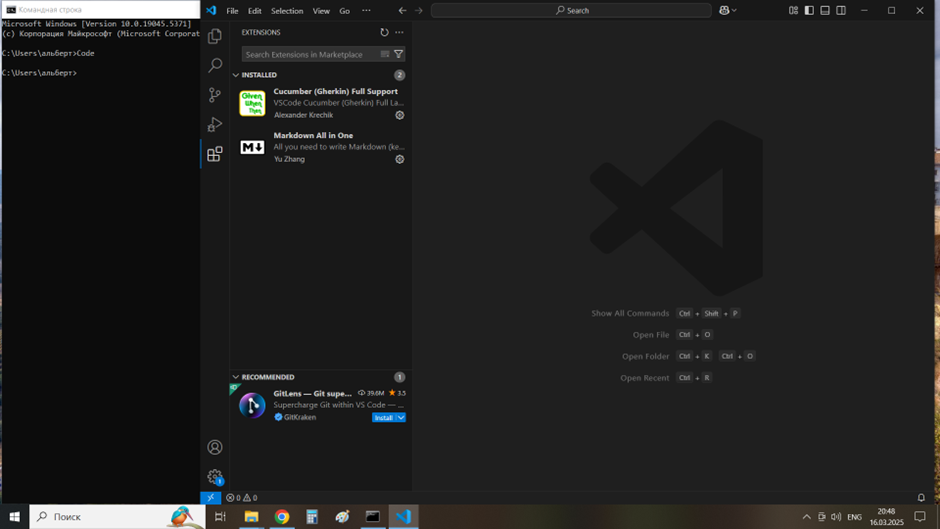 Командная строка
Microsoft Windows [Version 10.0.19045.5371]
(c) Корпорация Майкрософт (Microsoft Corporat
C:\Users\альберт>Code
C:\Users\альберт>
File Edit Selection View Go ···
Search
EXTENSIONS
Search Extensions in Marketplace
INSTALLED 2
Given When Then
Cucumber (Gherkin) Full Support
VSCode Cucumber (Gherkin) Full La...
Alexander Krechik
M
Markdown All in One
All you need to write Markdown (ke...
Yu Zhang
Show All Commands Ctrl + Shift + P
Open File Ctrl + O
Open Folder Ctrl + K Ctrl + O
Open Recent Ctrl + R
RECOMMENDED 1
GitLens — Git supe... 39.6M 3.5
Supercharge Git within VS Code — ...
GitKraken Install
1
0 0
Поиск
ENG
20:48
16.03.2025